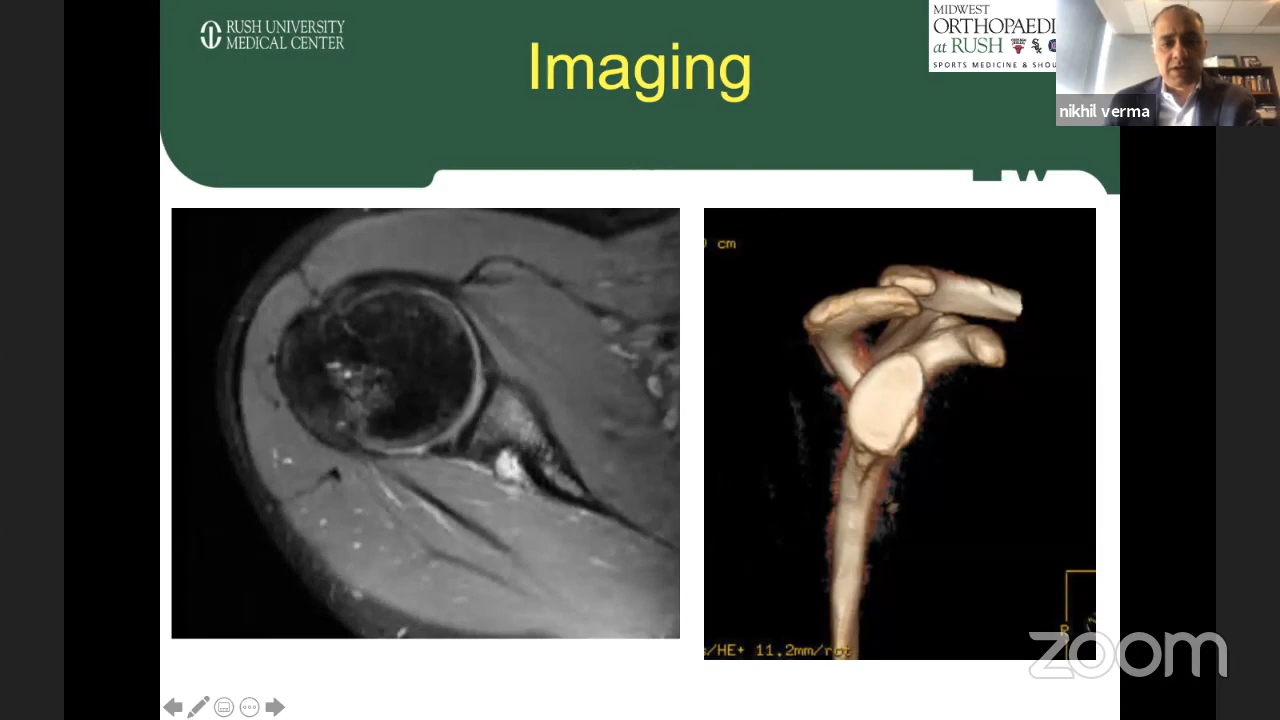 RUSH UNIVERSITY
MEDICAL CENTER
Imaging
MIDWEST
ORTHOPAEDI
at RUSH
SPORTS MEDICINE & SHOU
nikhil verma
cm
s/HE+ 11.2mm/rot
R
zoom